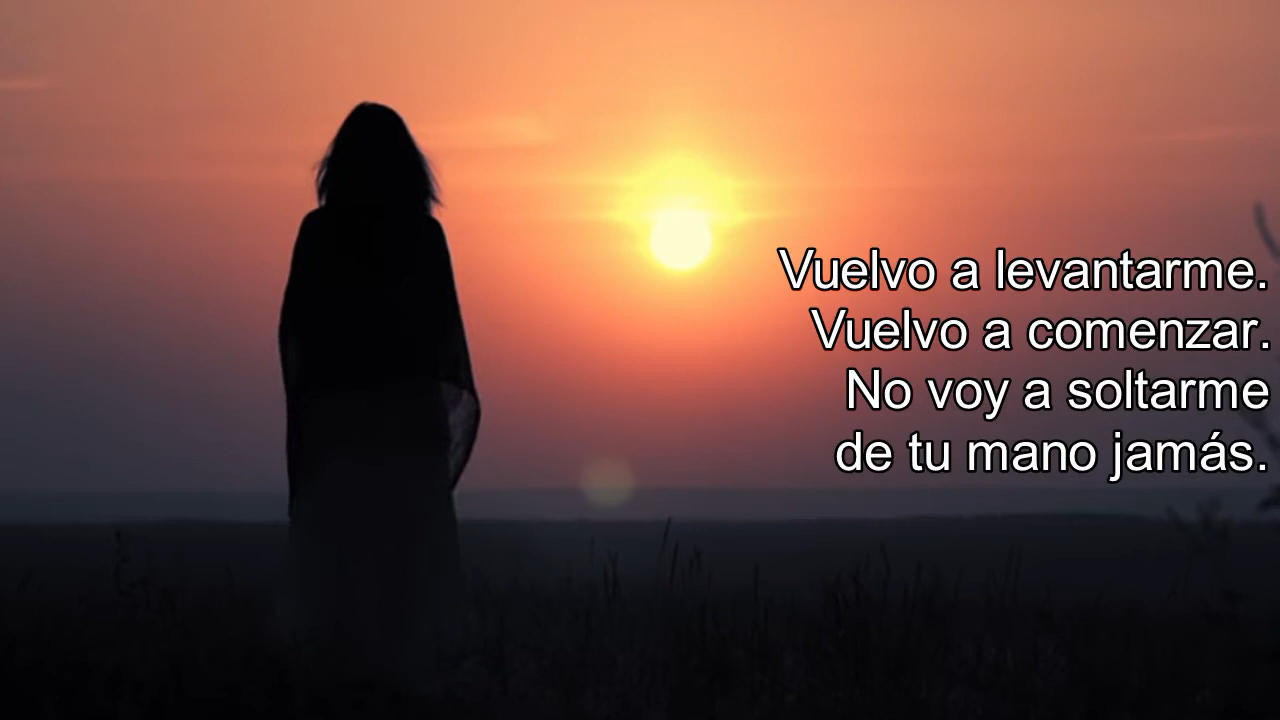 Vuelvo a levantarme.
Vuelvo a comenzar.
No voy a soltarme
de tu mano jamás.